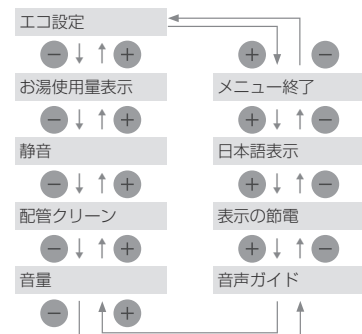 エコ設定
お湯使用量表示
静音
配管クリーン
音量
メニュー終了
日本語表示
表示の節電
音声ガイド